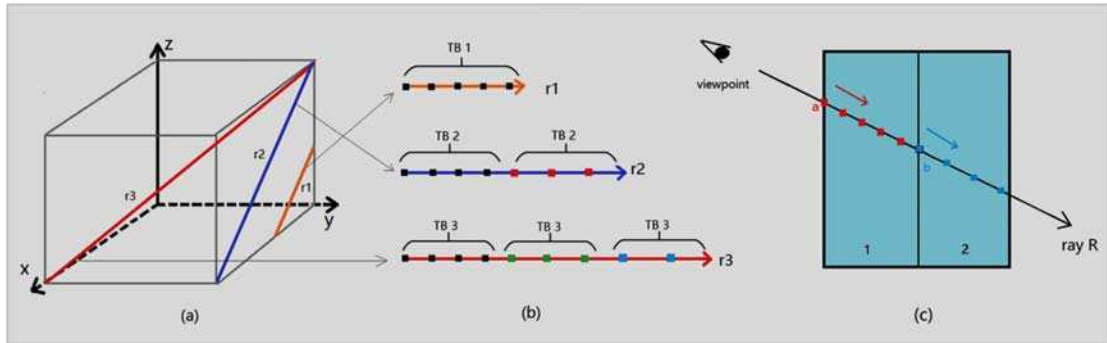 z
y
x
r3
r2
r1
(a)
TB 1
r1
TB 2
TB 2
r2
TB 3
TB 3
TB 3
r3
(b)
viewpoint
a
b
1
2
ray R
(c)